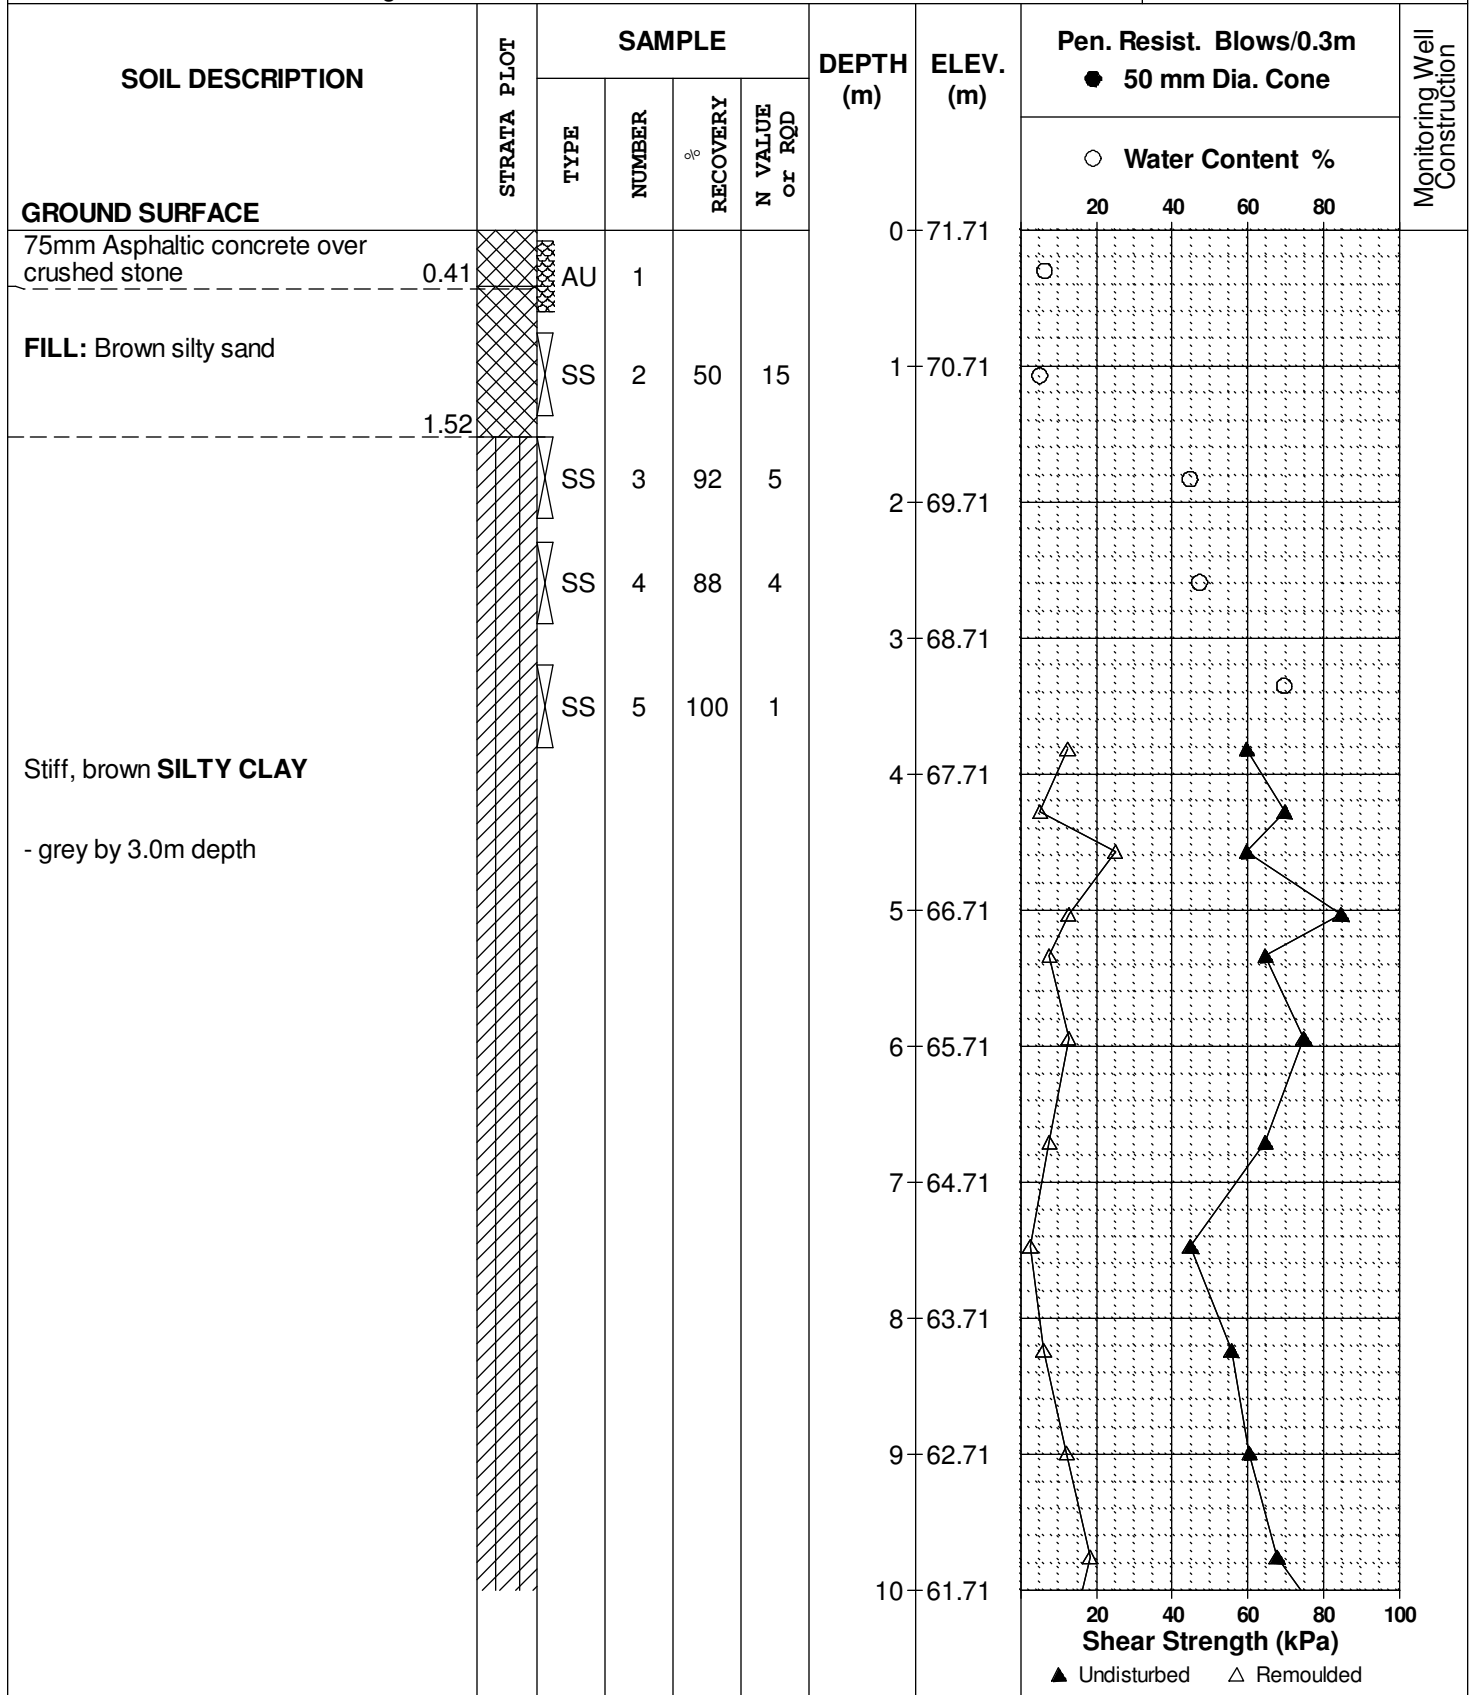 SOIL DESCRIPTION
GROUND SURFACE
STRATA PLOT
SAMPLE
TYPE
NUMBER
%
RECOVERY
N VALUE
or RQD
DEPTH
(m)
ELEV.
(m)
Pen. Resist. Blows/0.3m
50 mm Dia. Cone
Water Content %
20 40 60 80
Monitoring Well
Construction
75mm Asphaltic concrete over
crushed stone 0.41
FILL: Brown silty sand
1.52
Stiff, brown SILTY CLAY
- grey by 3.0m depth
AU 1
SS 2 50 15
SS 3 92 5
SS 4 88 4
SS 5 100 1
0 71.71
1 70.71
2 69.71
3 68.71
4 67.71
5 66.71
6 65.71
7 64.71
8 63.71
9 62.71
10 61.71
20 40 60 80 100
Shear Strength (kPa)
▲ Undisturbed △ Remoulded